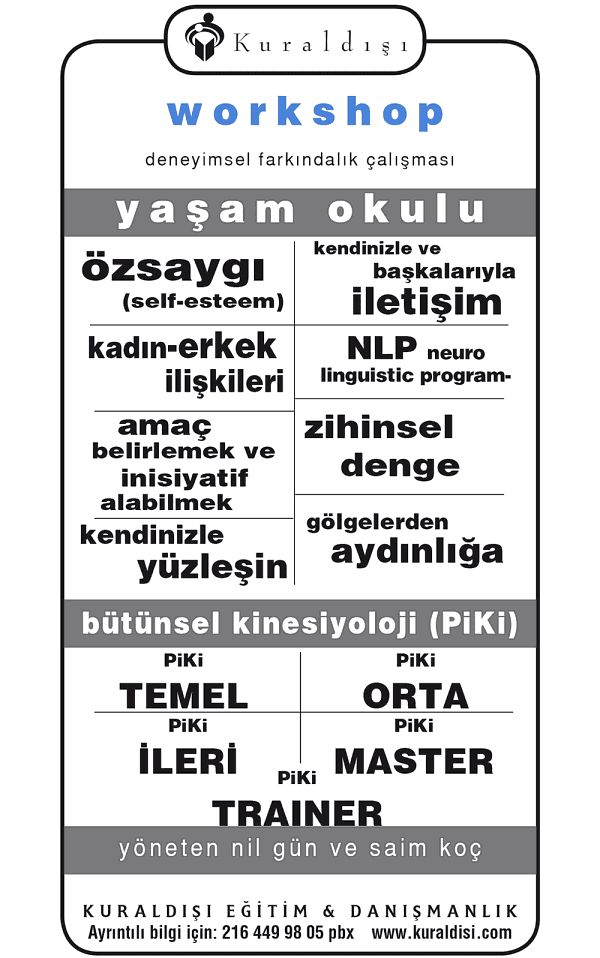 Kuraldışı
workshop
deneyimsel farkındalık çalışması
yaşam okulu
özsaygı
(self-esteem)
kendinizle ve
başkalarıyla
iletişim
kadın-erkek
ilişkileri
NLP neuro
linguistic program-
amaç
belirlemek ve
inisiyatif
alabilmek
zihinsel
denge
kendinizle
yüzleşin
gölgelerden
aydınlığa
bütünsel kinesiyoloji (PiKi)
PiKi
TEMEL
PiKi
ORTA
PiKi
İLERİ
PiKi
MASTER
PiKi
TRAINER
yöneten nil gün ve saim koç
KURALDIŞI EĞİTİM & DANIŞMANLIK
Ayrıntılı bilgi için: 216 449 98 05 pbx www.kuraldisi.com